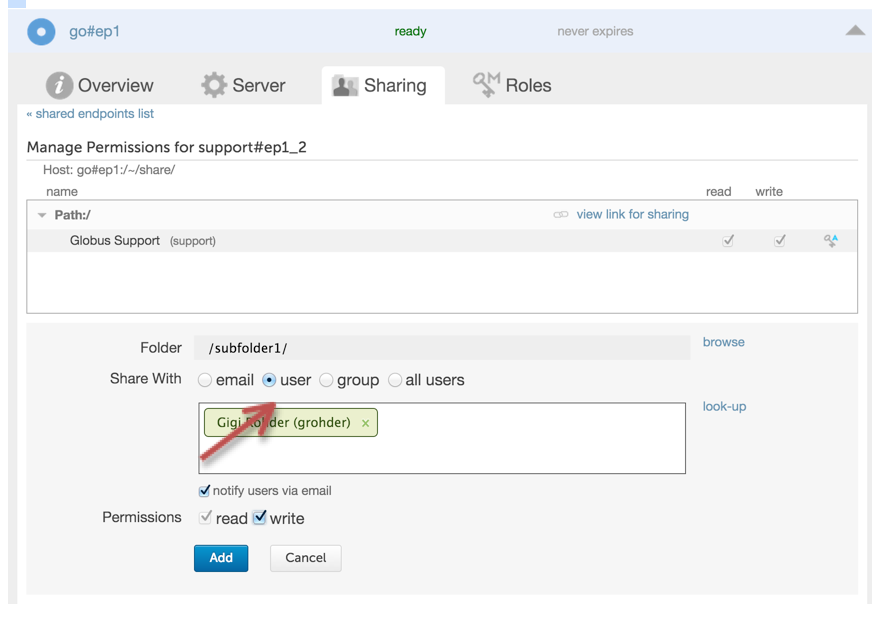 go#ep1 ready never expires
Overview Server Sharing Roles
« shared endpoints list
Manage Permissions for support#ep1_2
Host: go#ep1:/~/share/
name read write
Path:/ view link for sharing
Globus Support (support)
Folder /subfolder1/ browse
Share With email user group all users
Gigi Rohder (grohder) × look-up
notify users via email
Permissions read write
Add Cancel